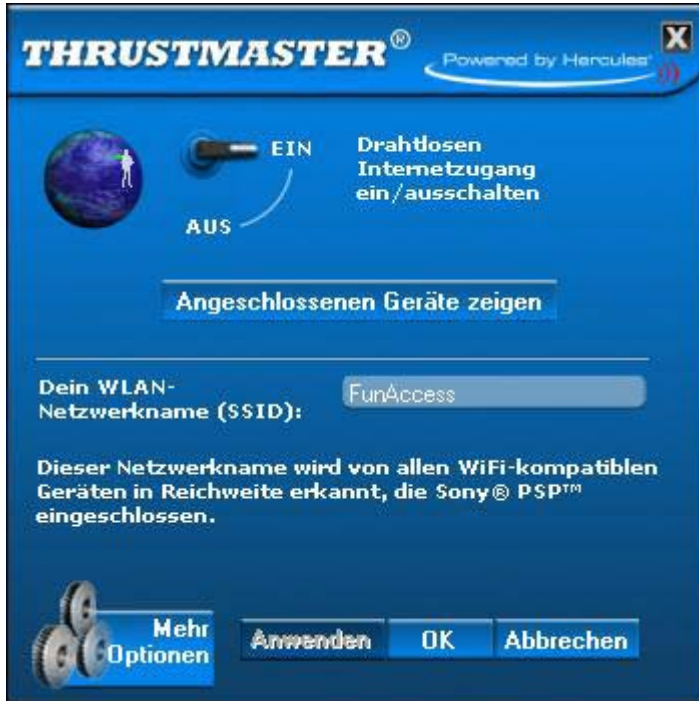 THRUSTMASTER®
Powered by Hercules®
X
EIN
AUS
Drahtlosen
Internetzugang
ein/ausschalten
Angeschlossenen Geräte zeigen
Dein WLAN-
Netzwerkname (SSID):
FunAccess
Dieser Netzwerkname wird von allen WiFi-kompatiblen
Geräten in Reichweite erkannt, die Sony® PSP™
eingeschlossen.
Mehr
Optionen
Anwenden
OK
Abbrechen